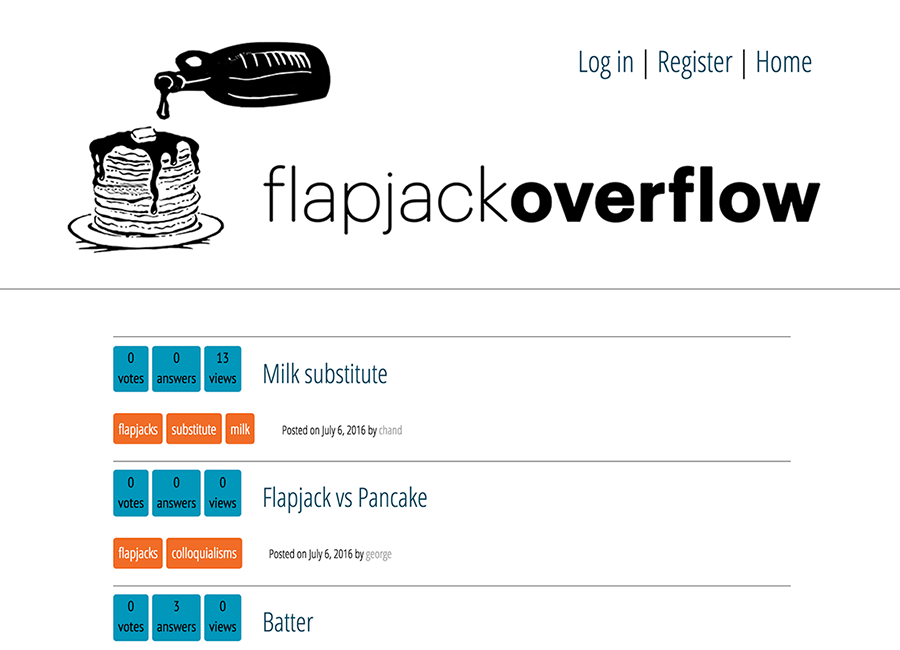 Log in | Register | Home
flapjackoverflow
0 0 13
votes answers views
Milk substitute
flapjacks substitute milk Posted on July 6, 2016 by chand
0 0 0
votes answers views
Flapjack vs Pancake
flapjacks colloquialisms Posted on July 6, 2016 by george
0 3 0
votes answers views
Batter